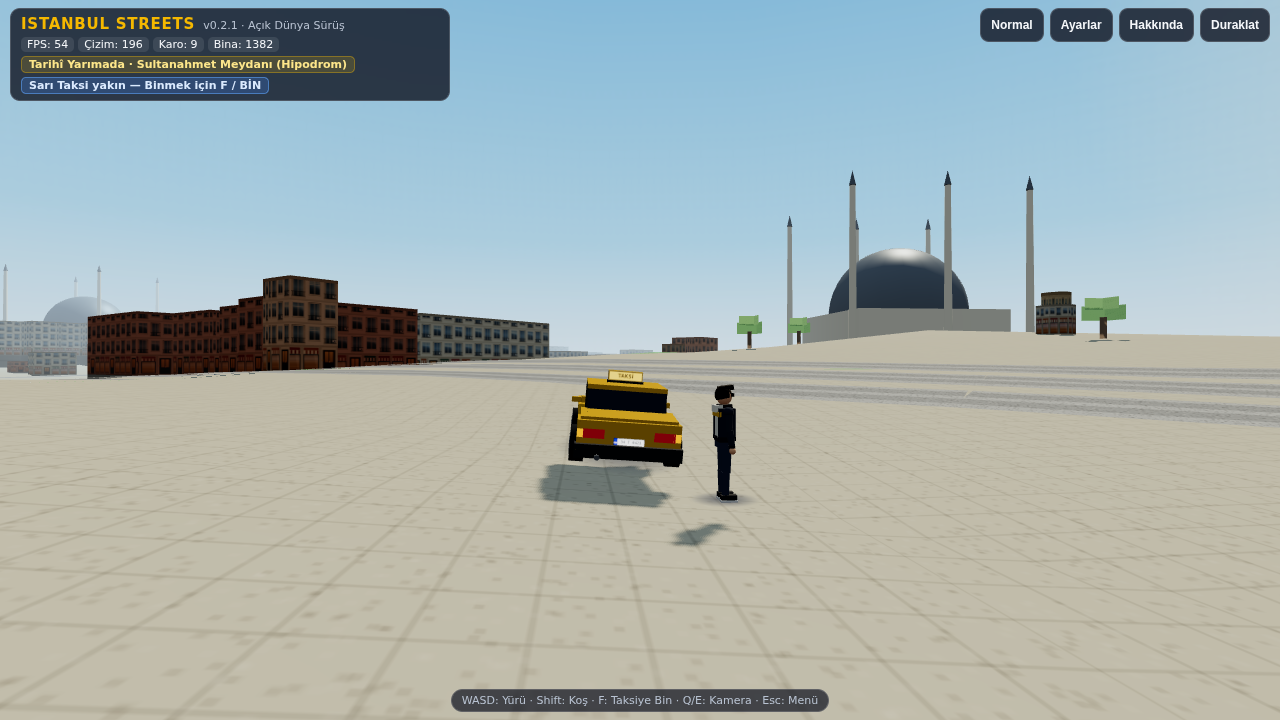 ISTANBUL STREETS v0.2.1 · Açık Dünya Sürüş
FPS: 54 Çizim: 196 Karo: 9 Bina: 1382
Tarihî Yarımada · Sultanahmet Meydanı (Hipodrom)
Sarı Taksi yakın — Binmek için F / BİN
Normal Ayarlar Hakkında Duraklat
TAKSİ
WASD: Yürü · Shift: Koş · F: Taksiye Bin · Q/E: Kamera · Esc: Menü